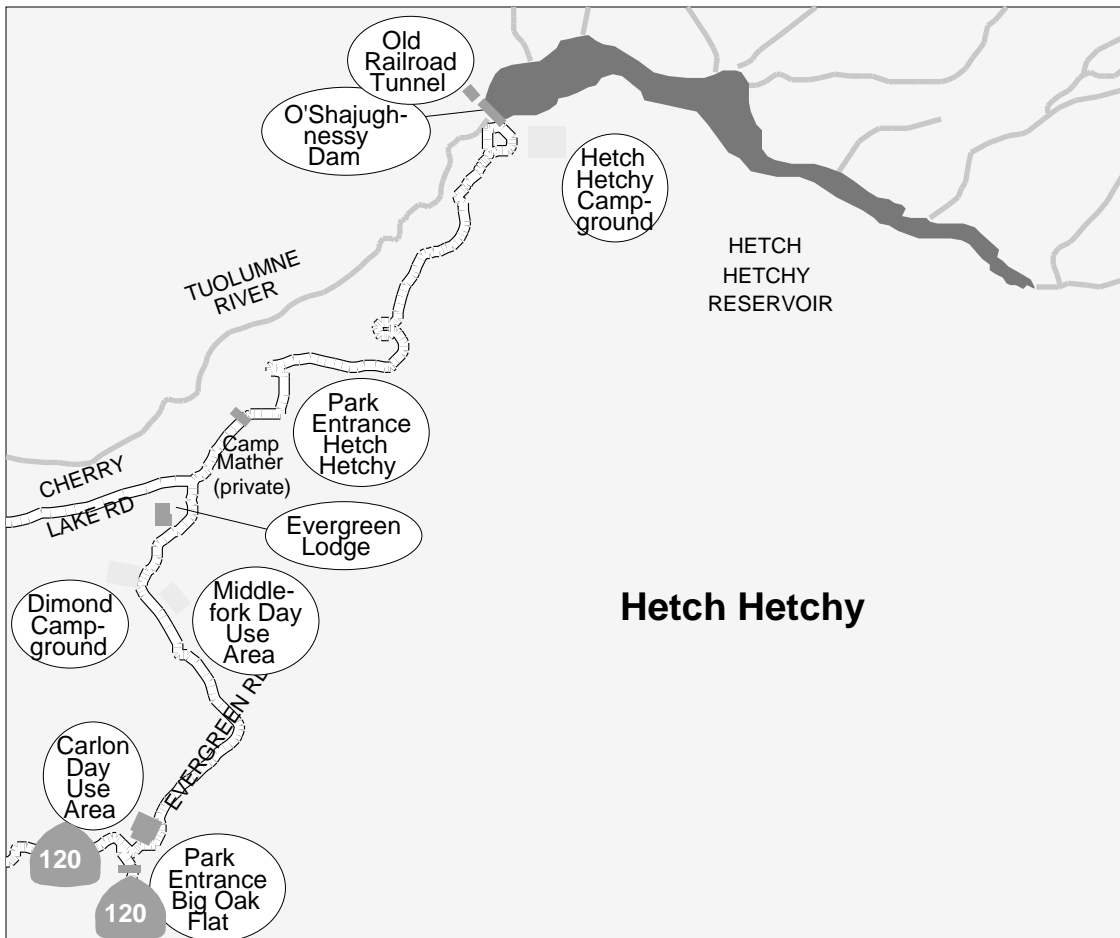 Old
Railroad
Tunnel
O'Shajugh-
nessy
Dam
Hetch
Hetchy
Camp-
ground
HETCH
HETCHY
RESERVOIR
TUOLUMNE
RIVER
Park
Entrance
Hetch
Hetchy
Camp
Mather
(private)
CHERRY
LAKE RD
Evergreen
Lodge
Dimond
Camp-
ground
Middle-
fork Day
Use
Area
Hetch Hetchy
EVERGREEN RD
Carlon
Day
Use
Area
120
Park
Entrance
Big Oak
Flat
120